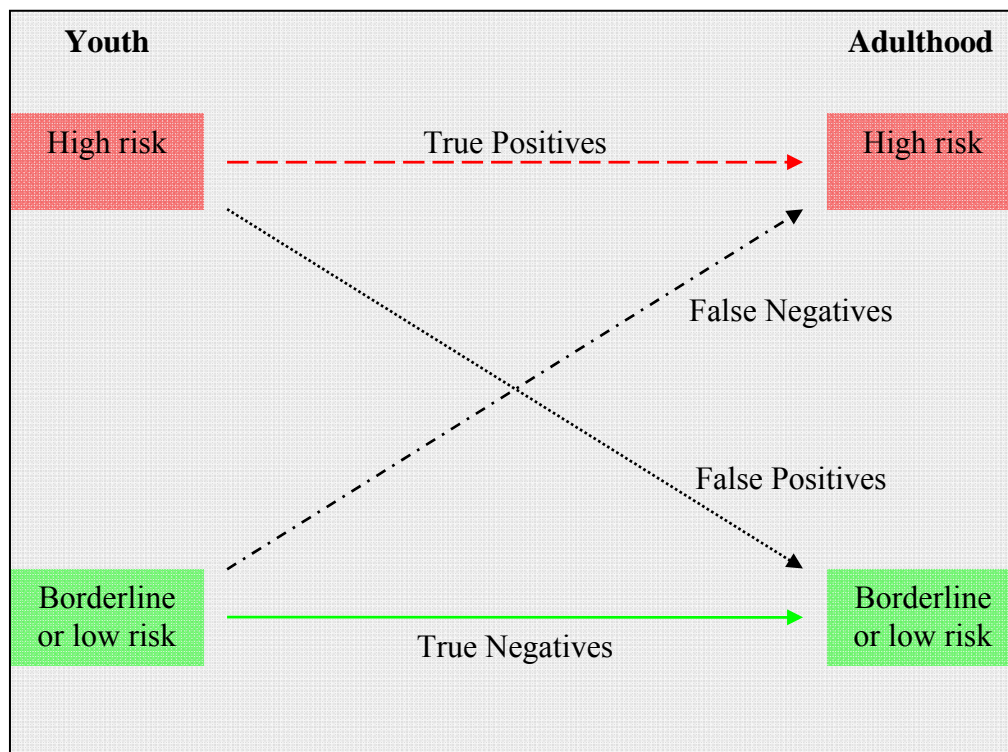 Youth
Adulthood
High risk
True Positives
High risk
False Negatives
False Positives
Borderline
or low risk
True Negatives
Borderline
or low risk